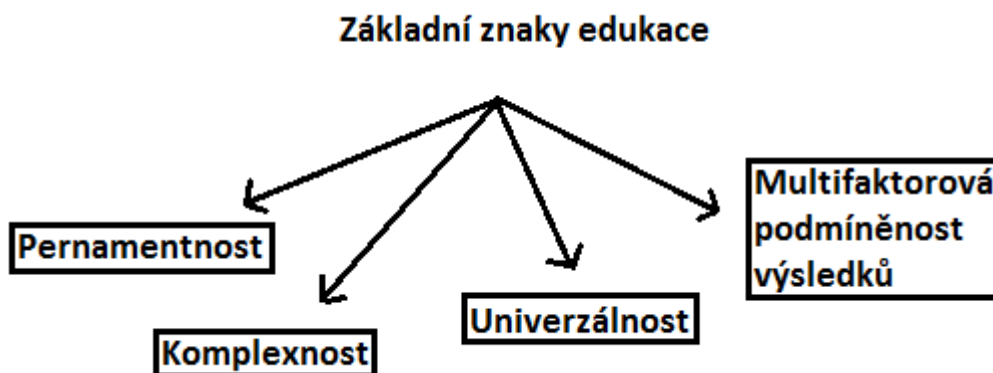 Základní znaky edukace
Pernamentnost
Komplexnost
Univerzálnost
Multifaktorová
podmíněnost
výsledků